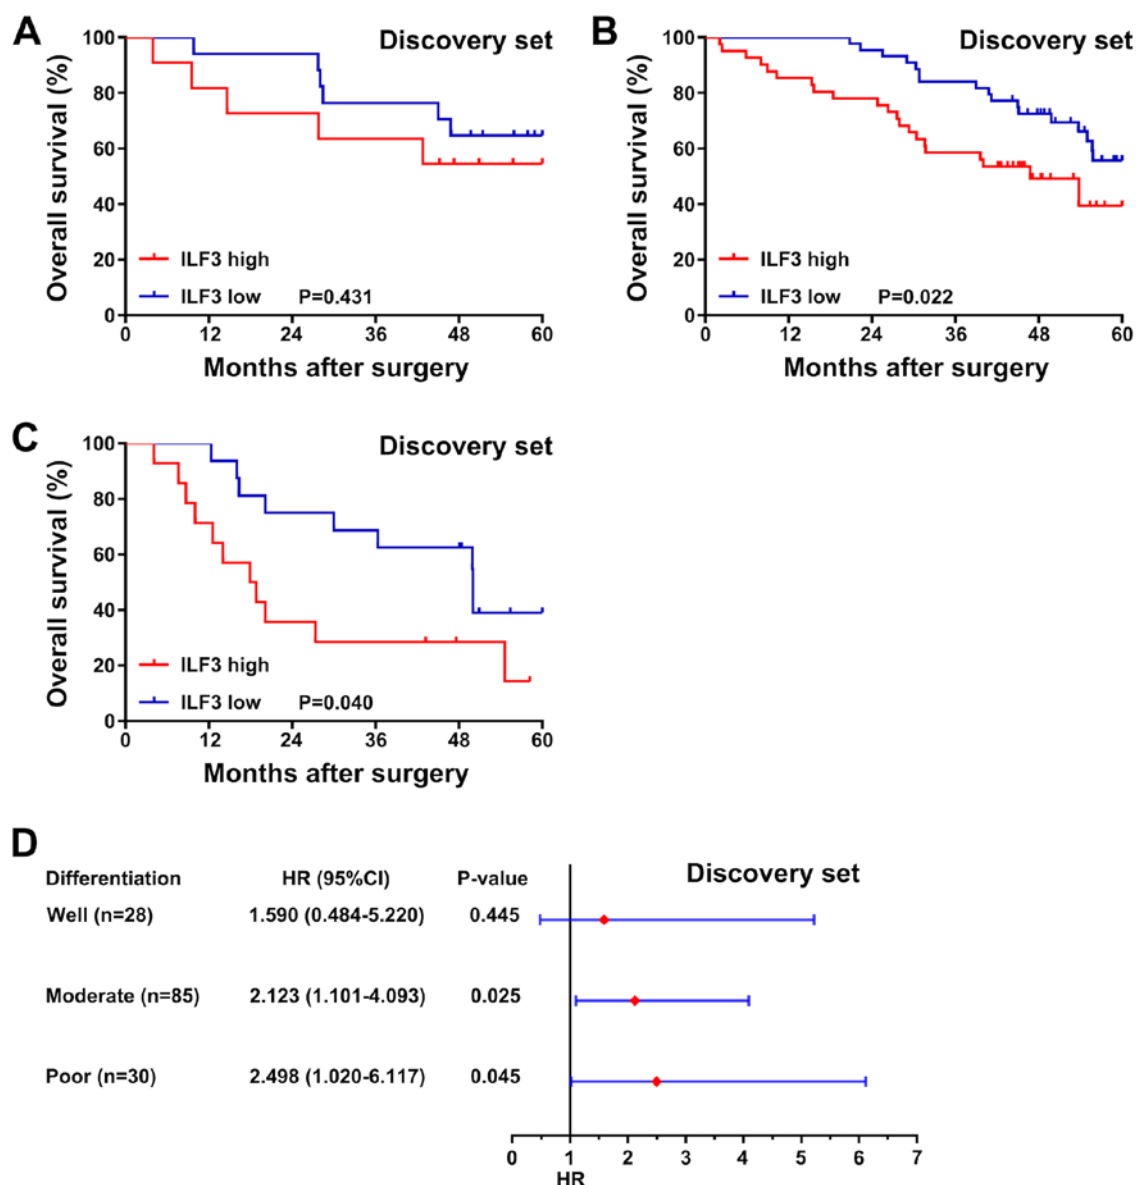 A
Discovery set
Overall survival (%)
100
80
60
40
20
0
ILF3 high
ILF3 low P=0.431
0 12 24 36 48 60
Months after surgery
B
Discovery set
Overall survival (%)
100
80
60
40
20
0
ILF3 high
ILF3 low P=0.022
0 12 24 36 48 60
Months after surgery
C
Discovery set
Overall survival (%)
100
80
60
40
20
0
ILF3 high
ILF3 low P=0.040
0 12 24 36 48 60
Months after surgery
D
Discovery set
Differentiation HR (95%CI) P-value
Well (n=28) 1.590 (0.484-5.220) 0.445
Moderate (n=85) 2.123 (1.101-4.093) 0.025
Poor (n=30) 2.498 (1.020-6.117) 0.045
0 1 2 3 4 5 6 7
HR